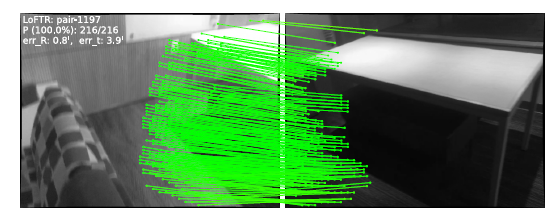 LoFTR: pair-1197
P (100.0%): 216/216
err_R: 0.8', err_t: 3.9'